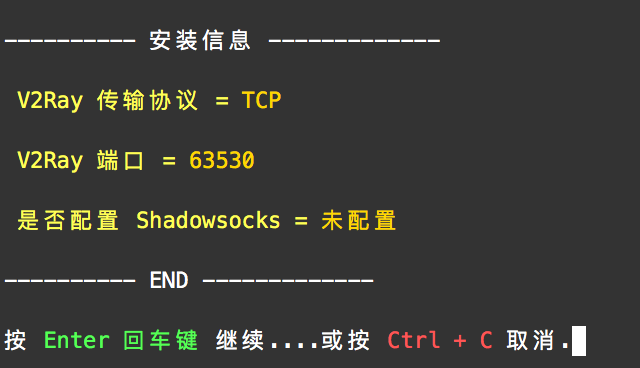 ---------- 安装信息 -------------
V2Ray 传输协议 = TCP
V2Ray 端口 = 63530
是否配置 Shadowsocks = 未配置
---------- END -------------
按 Enter 回车键 继续....或按 Ctrl + C 取消.